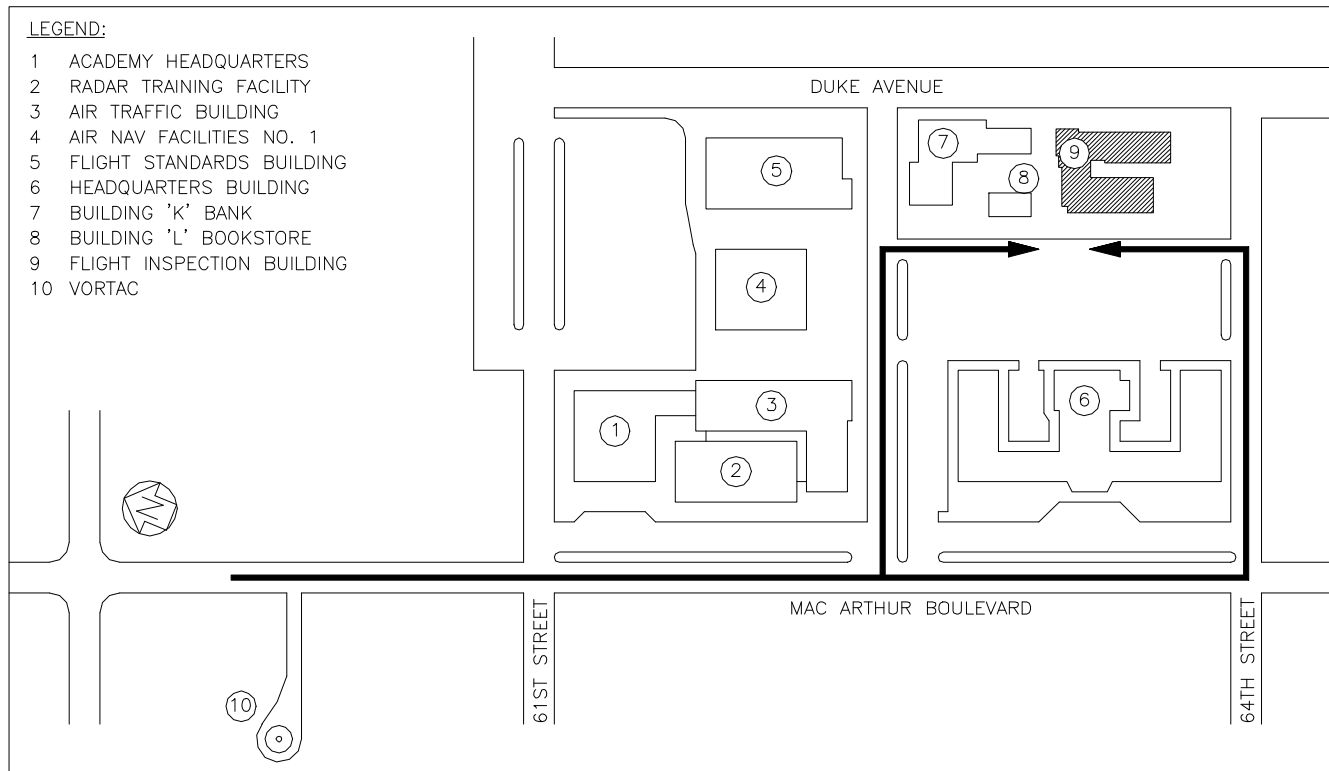 LEGEND:
1 ACADEMY HEADQUARTERS
2 RADAR TRAINING FACILITY
3 AIR TRAFFIC BUILDING
4 AIR NAV FACILITIES NO. 1
5 FLIGHT STANDARDS BUILDING
6 HEADQUARTERS BUILDING
7 BUILDING 'K' BANK
8 BUILDING 'L' BOOKSTORE
9 FLIGHT INSPECTION BUILDING
10 VORTAC
DUKE AVENUE
7
9
5
8
4
6
3
1
2
N
MAC ARTHUR BOULEVARD
61ST STREET
64TH STREET
10